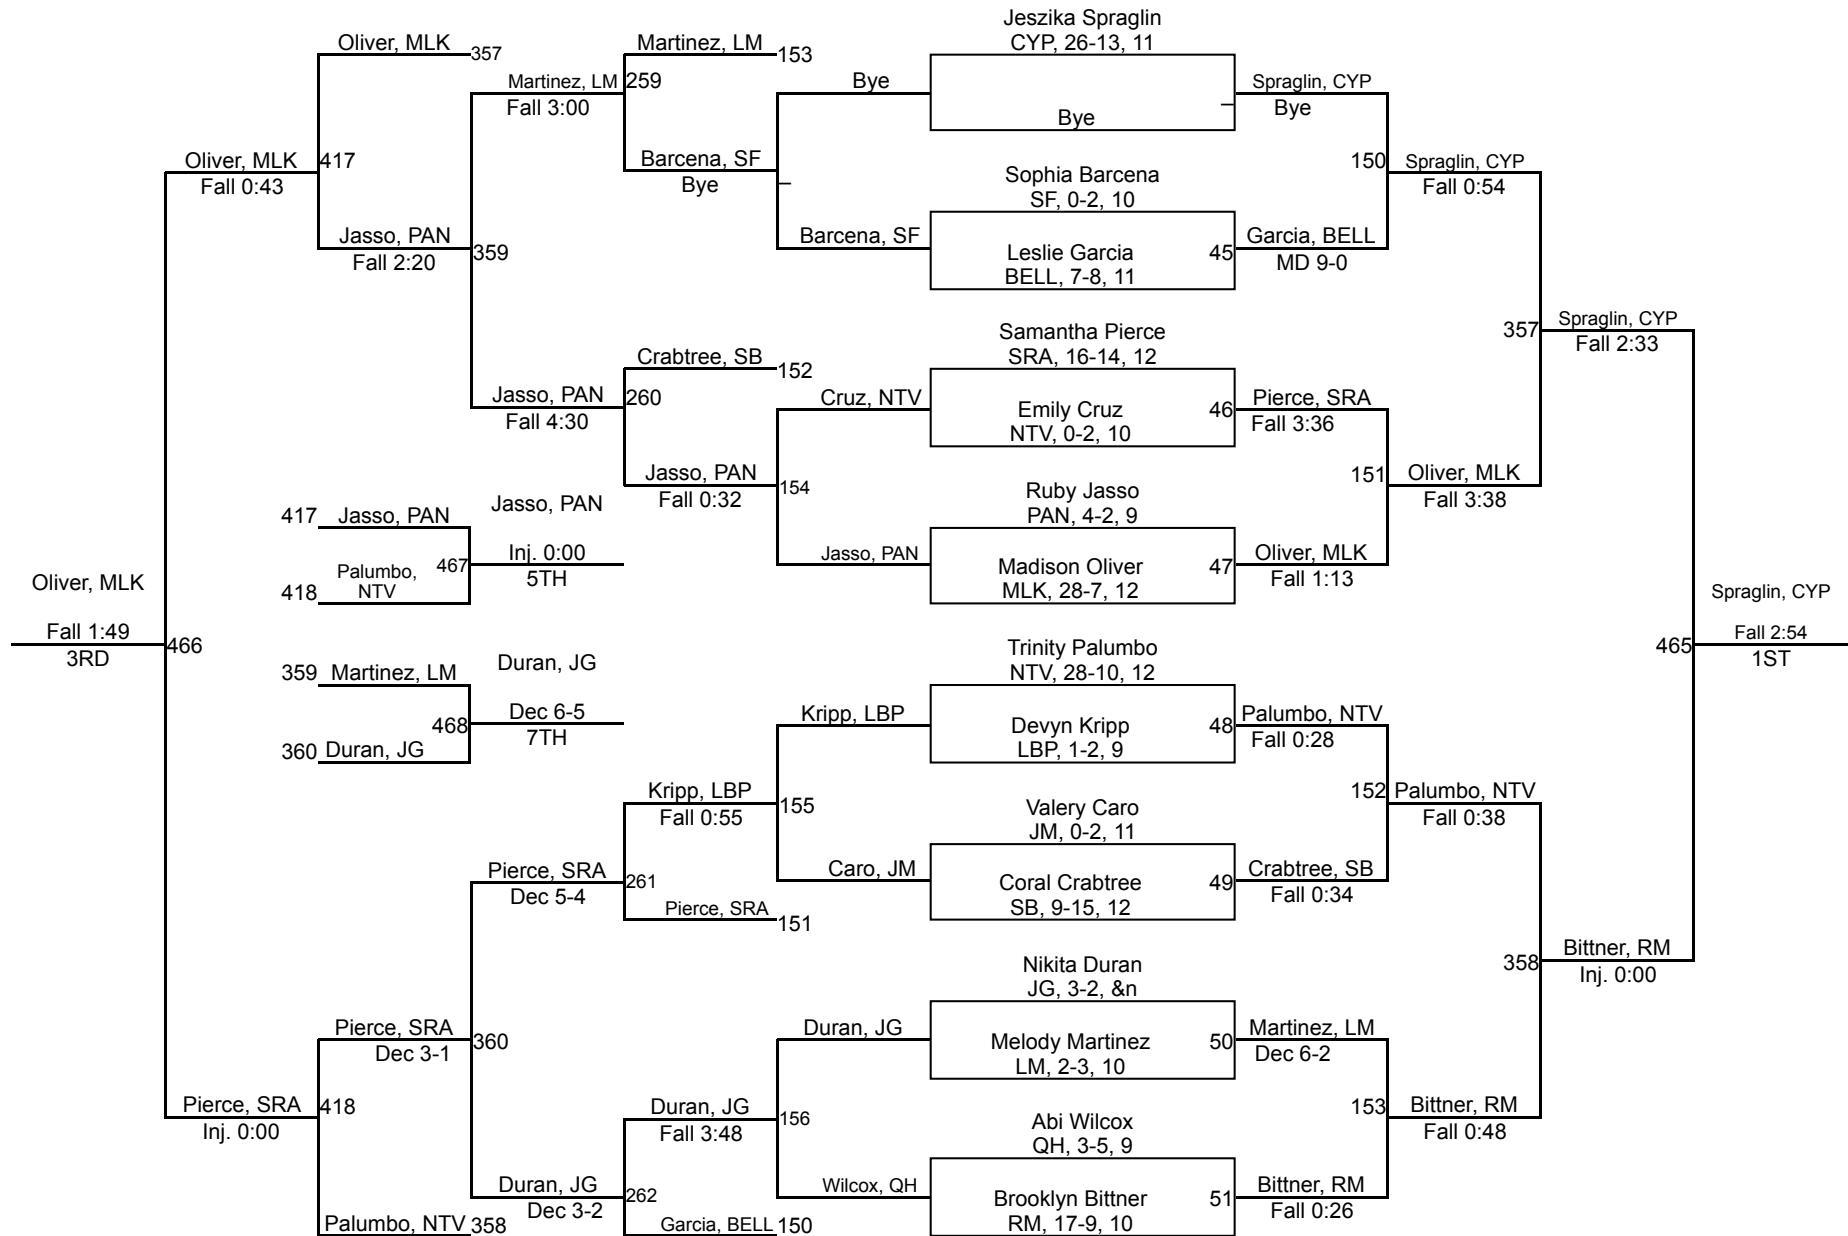 Jeszika Spraglin
Oliver, MLK
357
Martinez, LM
153
CYP, 26-13, 11
Martinez, LM
259
Bye
Spraglin, CYP
–
Fall 3:00
Bye
Bye
Oliver, MLK
417
Barcena, SF
150
Spraglin, CYP
Fall 0:43
Bye
–
Sophia Barcena
Fall 0:54
SF, 0-2, 10
Jasso, PAN
Barcena, SF
Garcia, BELL
Fall 2:20
359
Leslie Garcia
45
MD 9-0
BELL, 7-8, 11
Samantha Pierce
357
Spraglin, CYP
Crabtree, SB
152
SRA, 16-14, 12
Fall 2:33
Jasso, PAN
260
Cruz, NTV
Pierce, SRA
Fall 4:30
Emily Cruz
46
Fall 3:36
NTV, 0-2, 10
Jasso, PAN
154
151
Oliver, MLK
Fall 0:32
Ruby Jasso
Fall 3:38
417
Jasso, PAN
Jasso, PAN
PAN, 4-2, 9
Inj. 0:00
Jasso, PAN
Oliver, MLK
Oliver, MLK
Palumbo,
NTV
467
5TH
Madison Oliver
47
Fall 1:13
418
MLK, 28-7, 12
Spraglin, CYP
Fall 1:49
466
Trinity Palumbo
465
Fall 2:54
3RD
359
Martinez, LM
Duran, JG
NTV, 28-10, 12
1ST
468
Dec 6-5
Kripp, LBP
Palumbo, NTV
360
Duran, JG
7TH
Devyn Kripp
48
Fall 0:28
LBP, 1-2, 9
Kripp, LBP
155
152
Palumbo, NTV
Fall 0:55
Valery Caro
Fall 0:38
JM, 0-2, 11
Pierce, SRA
261
Caro, JM
Crabtree, SB
Dec 5-4
Coral Crabtree
49
Fall 0:34
Pierce, SRA
151
SB, 9-15, 12
Nikita Duran
358
Bittner, RM
JG, 3-2, &n
Inj. 0:00
Pierce, SRA
360
Duran, JG
Martinez, LM
Dec 3-1
Melody Martinez
50
Dec 6-2
LM, 2-3, 10
Pierce, SRA
418
Duran, JG
156
153
Bittner, RM
Inj. 0:00
Fall 3:48
Abi Wilcox
Fall 0:48
QH, 3-5, 9
Duran, JG
262
Wilcox, QH
Bittner, RM
Dec 3-2
Brooklyn Bittner
51
Fall 0:26
Palumbo, NTV
358
Garcia, BELL
150
RM, 17-9, 10